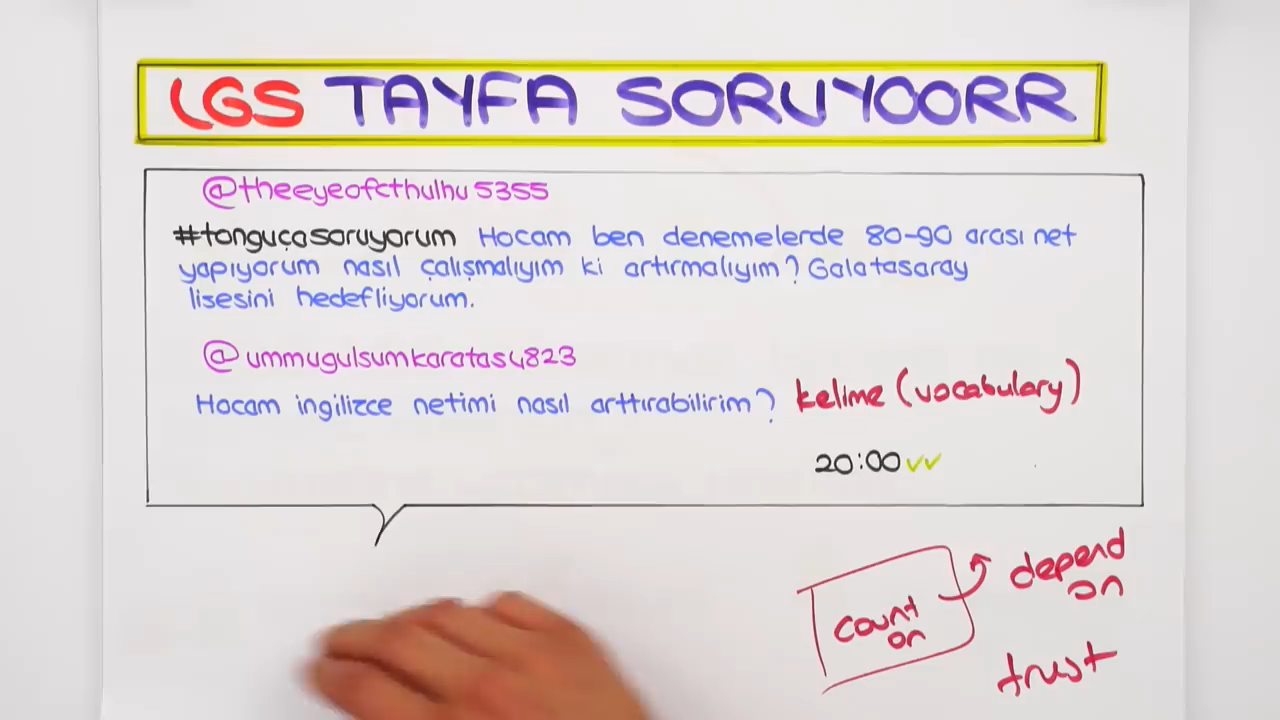 LGS TAYFA SORUYOORR
@theeyeofcthulhu5355
#tonguçasoruyorum Hocam ben denemelerde 80-90 arası net
yapıyorum nasıl çalışmalıyım ki artırmalıyım? Galatasaray
lisesini hedefliyorum.
@ummugulsumkaratas4823
Hocam ingilizce netimi nasıl arttırabilirim? kelime (vocabulary)
20:00
depend
on
count
on
trust